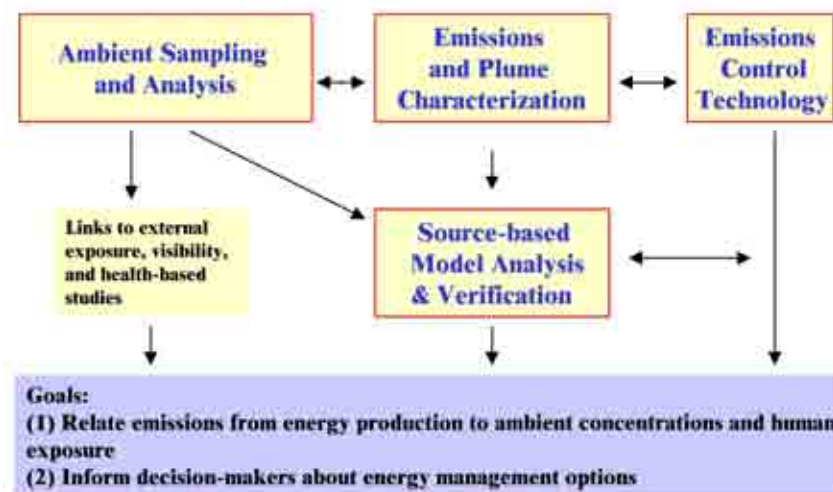 Ambient Sampling
and Analysis
Emissions
and Plume
Characterization
Emissions
Control
Technology
Links to external
exposure, visibility,
and health-based
studies
Source-based
Model Analysis
& Verification
Goals:
(1) Relate emissions from energy production to ambient concentrations and human
exposure
(2) Inform decision-makers about energy management options